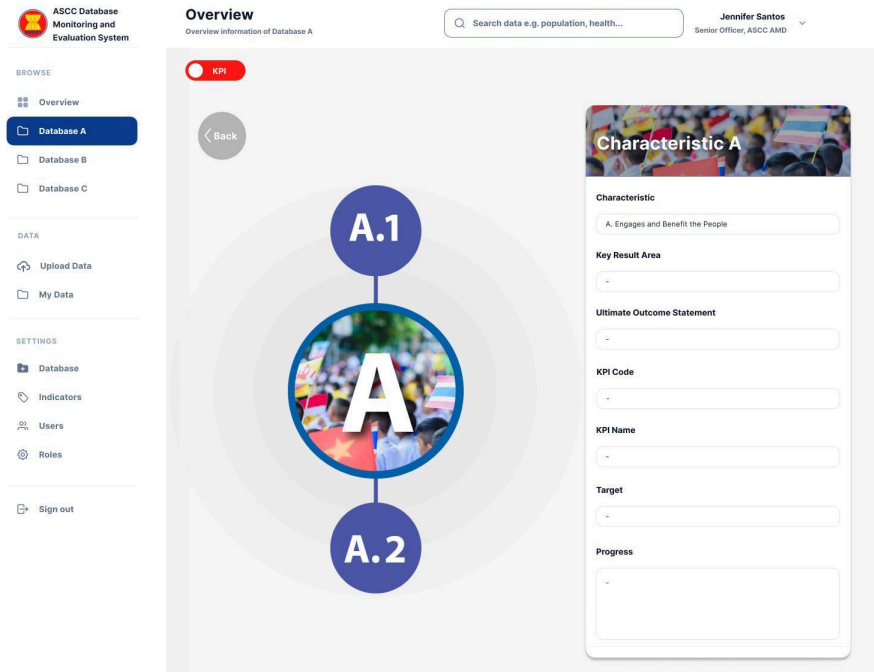 ASCC Database
Monitoring and
Evaluation System
BROWSE
Overview
Database A
Database B
Database C
DATA
Upload Data
My Data
SETTINGS
Database
Indicators
Users
Roles
Sign out
Overview
Overview information of Database A
Search data e.g. population, health...
Jennifer Santos
Senior Officer, ASCC AMD
KPI
Back
A.1
A
A.2
Characteristic A
Characteristic
A. Engages and Benefit the People
Key Result Area
-
Ultimate Outcome Statement
-
KPI Code
-
KPI Name
-
Target
-
Progress
-